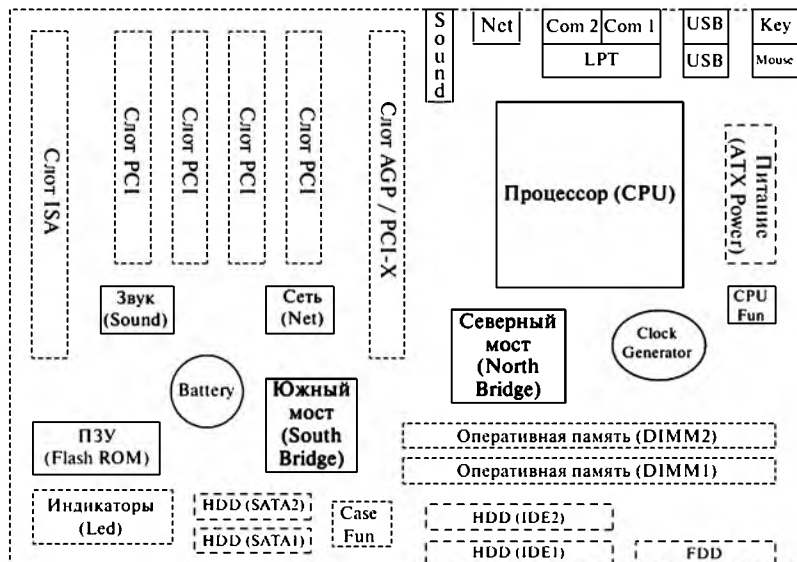 Sound
Net
Com 2
Com 1
LPT
USB
USB
Key
Mouse
Слот ISA
Слот PCI
Слот PCI
Слот PCI
Слот PCI
Слот AGP / PCI-X
Процессор (CPU)
Питание
(ATX Power)
Звук
(Sound)
Сеть
(Net)
CPU
Fun
Северный
мост
(North
Bridge)
Clock
Generator
Battery
Южный
мост
(South
Bridge)
ПЗУ
(Flash ROM)
Оперативная память (DIMM2)
Оперативная память (DIMM1)
Индикаторы
(Led)
HDD (SATA2)
HDD (SATA1)
Case
Fun
HDD (IDE2)
HDD (IDE1)
FDD